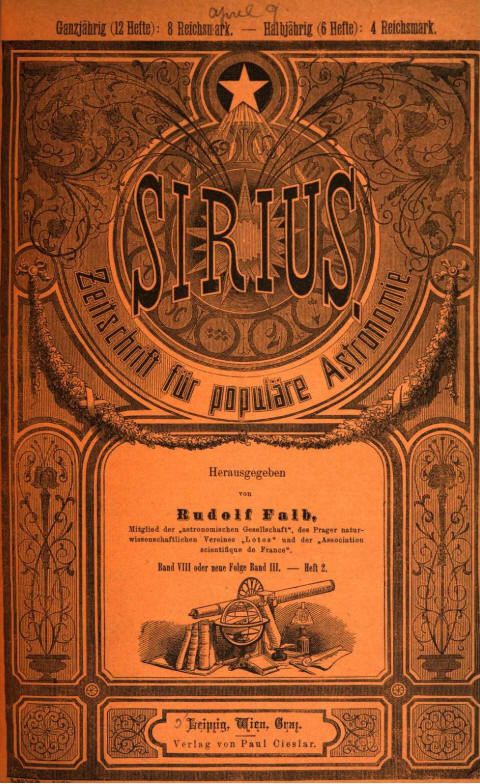 april 9.
Ganzjährig (12 Hefte): 8 Reichsmark. — Halbjährig (6 Hefte): 4 Reichsmark.
SIRIUS.
Zeitschrift für populäre Astronomie
Herausgegeben
von
Rudolf Falb,
Mitglied der „astronomischen Gesellschaft“, des Prager natur-
wissenschaftlichen Vereines „Lotos“ und der „Association
scientifique de France“.
Band VIII oder neue Folge Band III. — Heft 2.
Leipzig, Wien, Graz.
Verlag von Paul Cieslar.